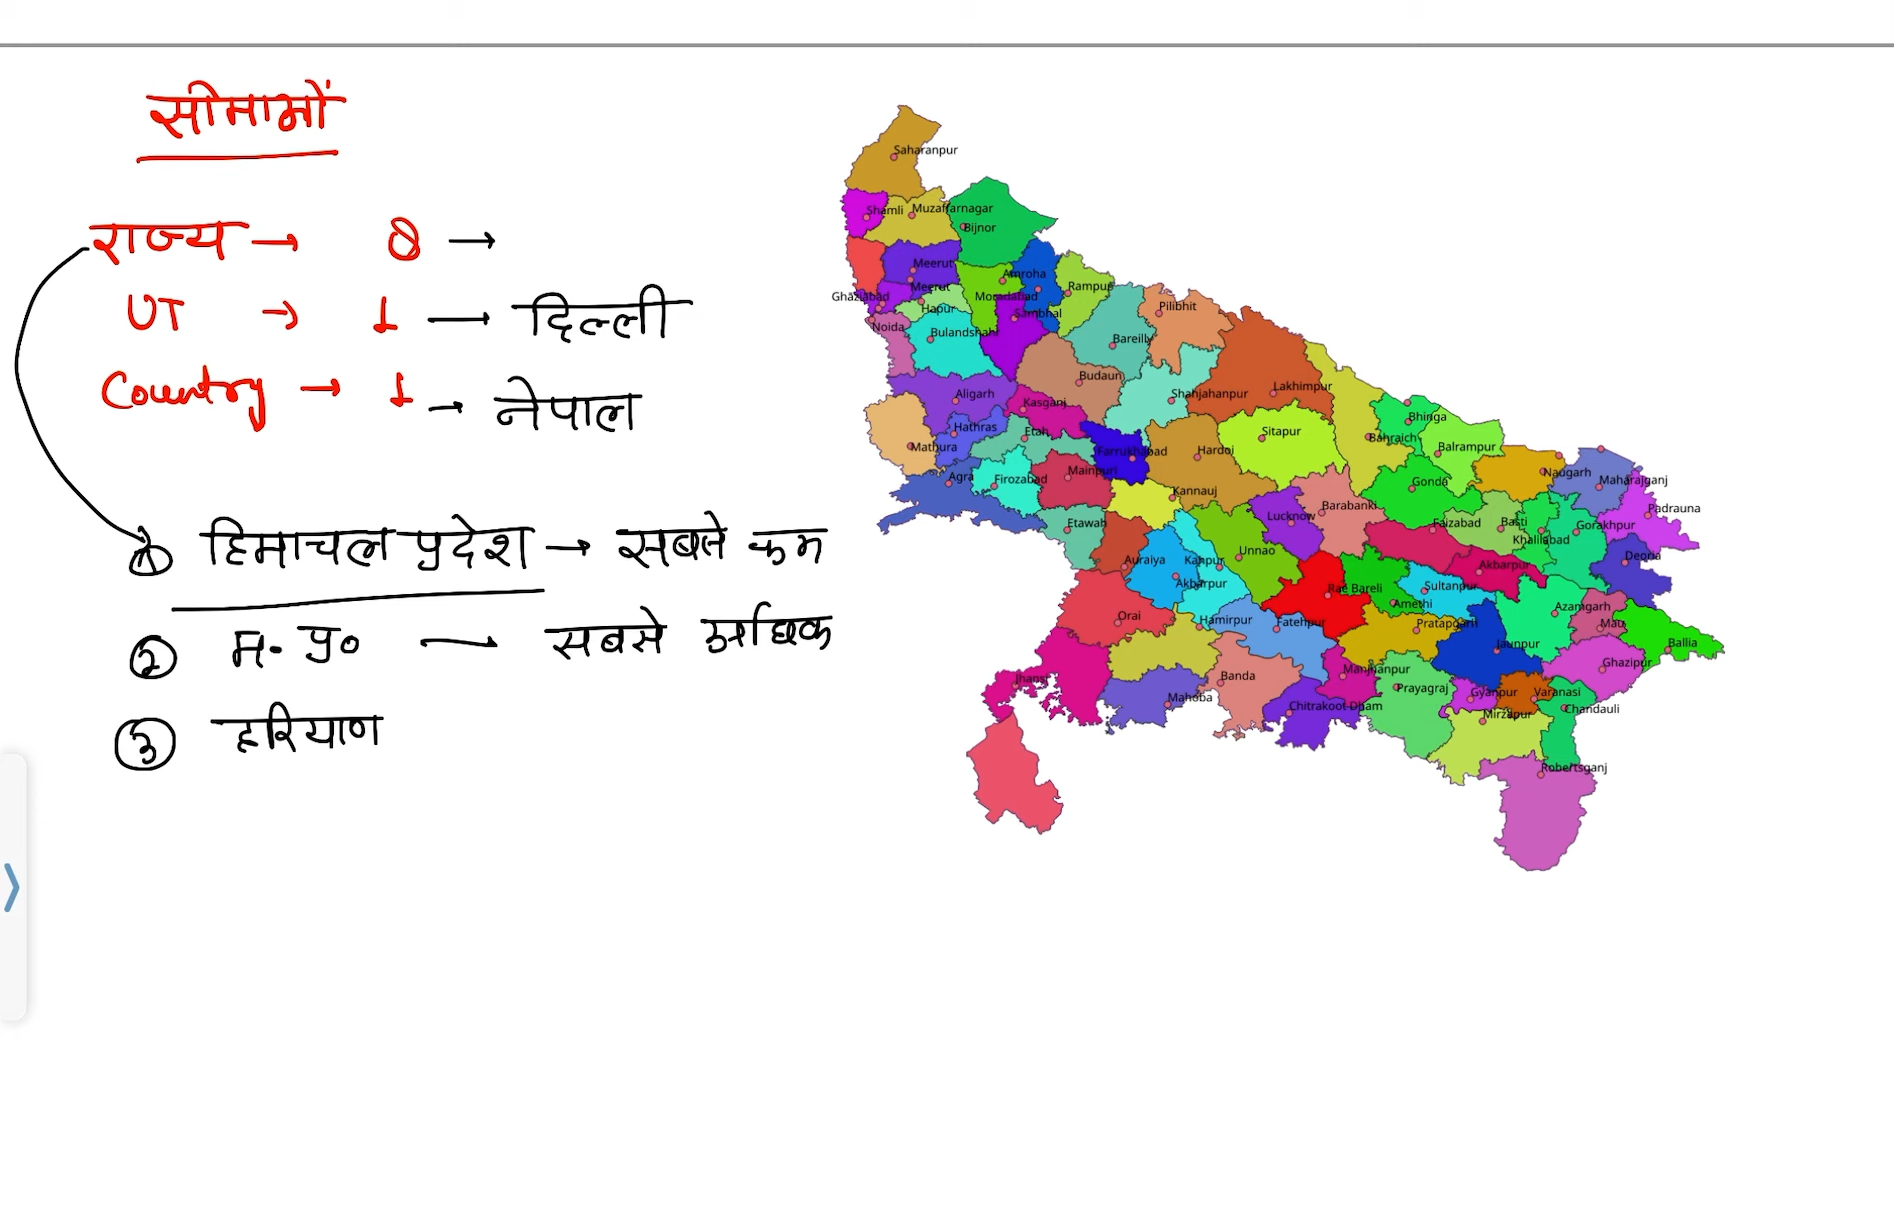 सीमाओं
राज्य → 8 →
UT → 1 → दिल्ली
Country → 1 → नेपाल
① हिमाचल प्रदेश → सबसे कम
② म. प्र० → सबसे अधिक
③ हरियाण
Saharanpur
Shamli
Muzaffarnagar
Bijnor
Meerut
Amroha
Meerut
Moradabad
Rampur
Ghaziabad
Hapur
Sambhal
Pilibhit
Noida
Bulandshahr
Bareilly
Budaun
Shahjahanpur
Lakhimpur
Aligarh
Kasganj
Hathras
Etah
Sitapur
Bhinga
Bahraich
Balrampur
Mathura
Farrukhabad
Hardoi
Agra
Firozabad
Mainpuri
Gonda
Naugarh
Maharajganj
Kannauj
Barabanki
Padrauna
Etawah
Lucknow
Faizabad
Basti
Gorakhpur
Khalilabad
Unnao
Deoria
Auraiya
Kanpur
Akbarpur
Akbarpur
Rae Bareli
Sultanpur
Amethi
Azamgarh
Orai
Hamirpur
Fatehpur
Pratapgarh
Mau
Jaunpur
Ballia
Ghazipur
Jhansi
Banda
Manjhanpur
Mahoba
Chitrakoot Dham
Prayagraj
Gyanpur
Varanasi
Mirzapur
Chandauli
Robertsganj